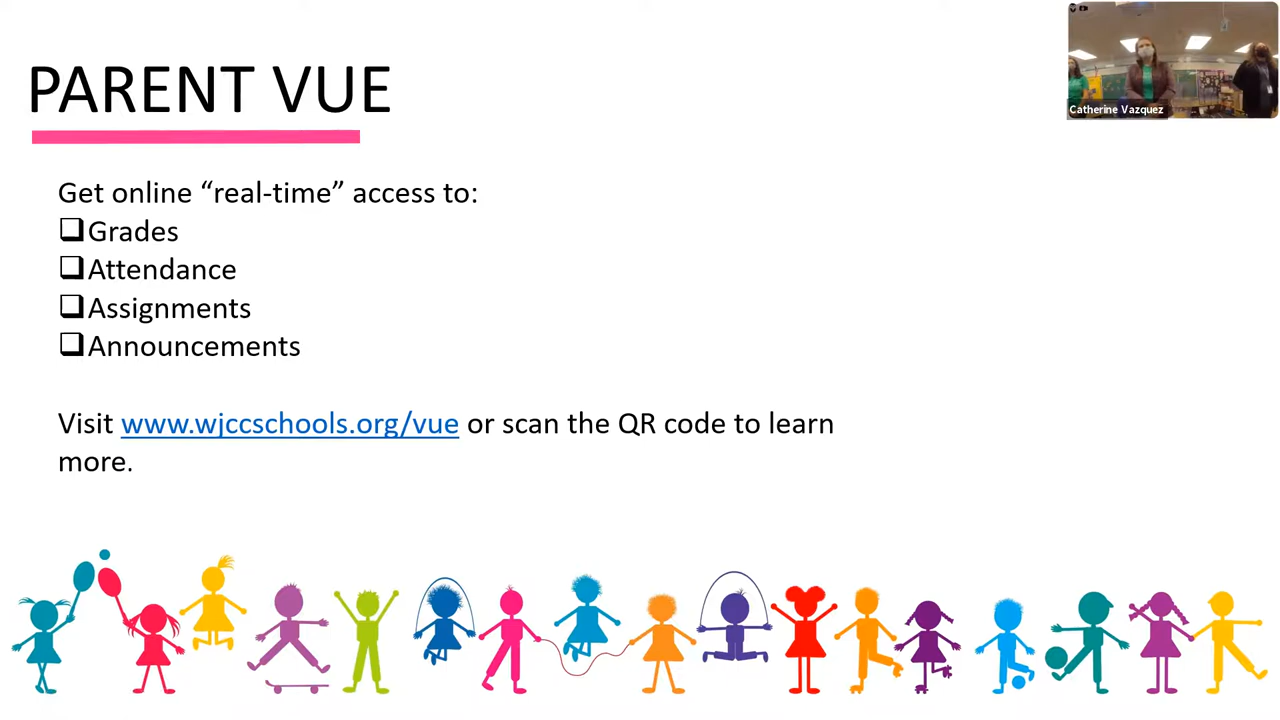 PARENT VUE
Catherine Vazquez
Get online “real-time” access to:
❑Grades
❑Attendance
❑Assignments
❑Announcements
Visit www.wjccschools.org/vue or scan the QR code to learn
more.